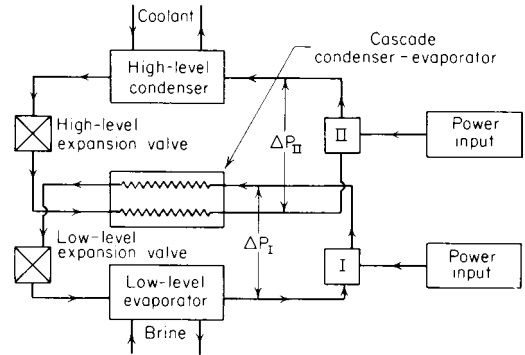 Coolant
High-level
condenser
Cascade
condenser-evaporator
High-level
expansion valve
ΔP_II
II
Power
input
Low-level
expansion valve
ΔP_I
I
Power
input
Low-level
evaporator
Brine